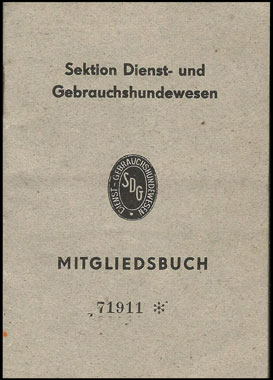 Sektion Dienst- und
Gebrauchshundewesen
DIENST-GEBRAUCHSHUNDEWESEN
SDG
MITGLIEDSBUCH
71911 *